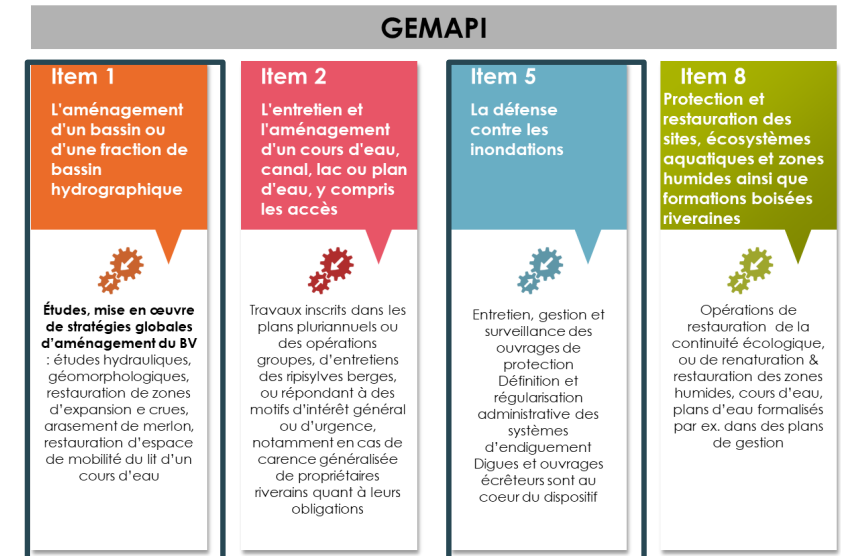 GEMAPI
Item 1
L'aménagement
d'un bassin ou
d'une fraction de
bassin
hydrographique
Études, mise en œuvre
de stratégies globales
d'aménagement du BV
: études hydrauliques,
géomorphologiques,
restauration de zones
d'expansion e crues,
arasement de merlon,
restauration d'espace
de mobilité du lit d'un
cours d'eau
Item 2
L'entretien et
l'aménagement
d'un cours d'eau,
canal, lac ou plan
d'eau, y compris
les accès
Travaux inscrits dans les
plans pluriannuels ou
des opérations
groupes, d'entretiens
des ripisylves berges,
ou répondant à des
motifs d'intérêt général
ou d'urgence,
notamment en cas de
carence généralisée
de propriétaires
riverains quant à leurs
obligations
Item 5
La défense
contre les
inondations
Entretien, gestion et
surveillance des
ouvrages de
protection
Définition et
régularisation
administrative des
systèmes
d'endiguement
Digues et ouvrages
écrêteurs sont au
coeur du dispositif
Item 8
Protection et
restauration des
sites, écosystèmes
aquatiques et zones
humides ainsi que
formations boisées
riveraines
Opérations de
restauration de la
continuité écologique,
ou de renaturation &
restauration des zones
humides, cours d'eau,
plans d'eau formalisés
par ex. dans des plans
de gestion